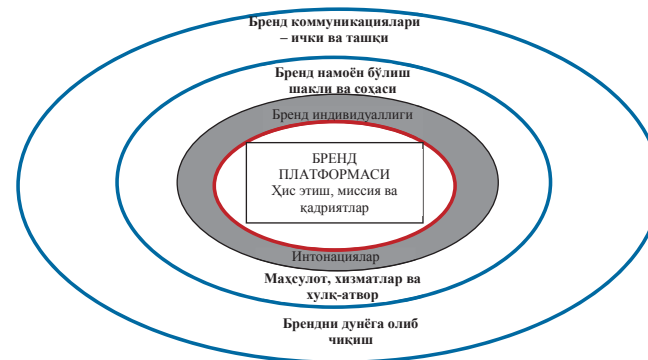 Бренд коммуникациялари
– ички ва ташқи
Бренд намоён бўлиш
шакли ва соҳаси
Бренд индивидуаллиги
БРЕНД
ПЛАТФОРМАСИ
Ҳис этиш, миссия ва
қадриятлар
Интонациялар
Маҳсулот, хизматлар ва
хулқ-атвор
Брендни дунёга олиб
чиқиш